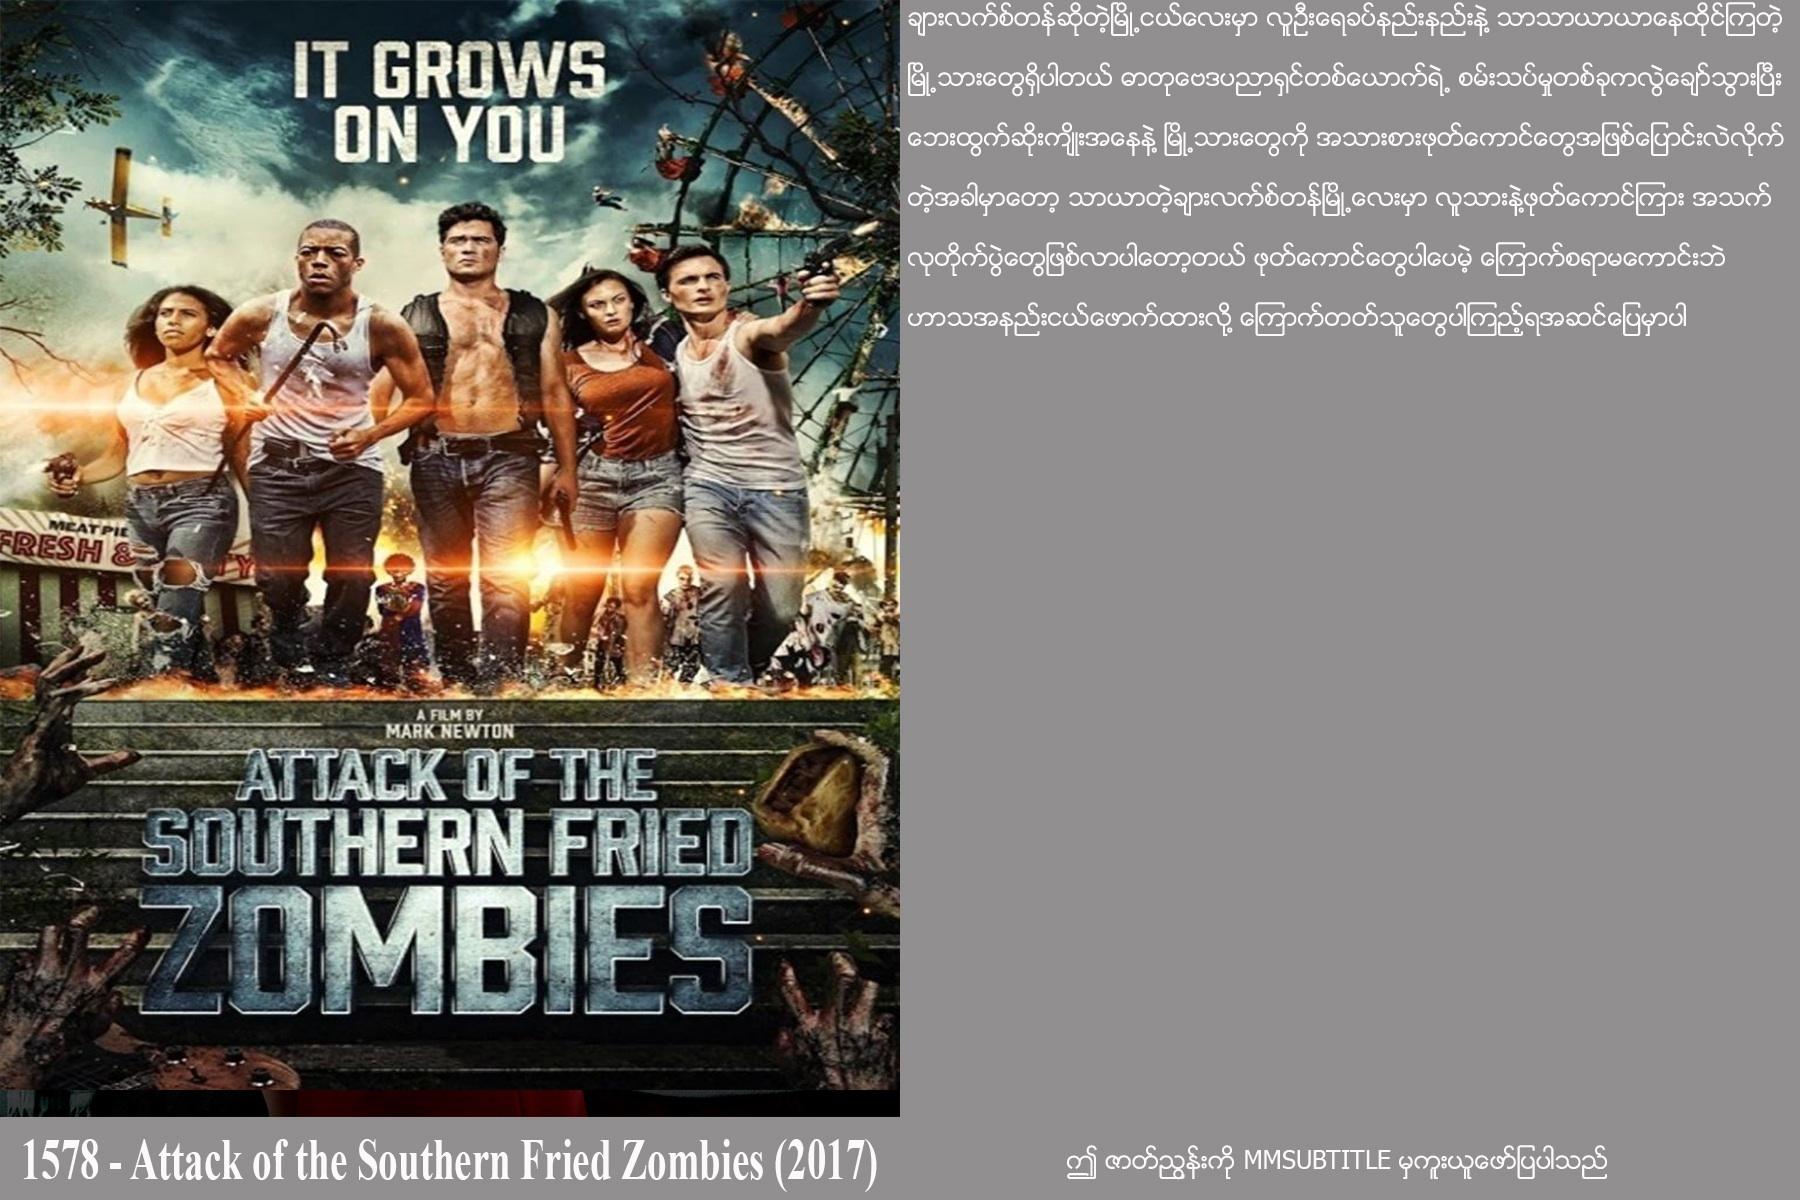 IT GROWS
ON YOU
MEAT PIE
FRESH &
A FILM BY
MARK NEWTON
ATTACK OF THE
SOUTHERN FRIED
ZOMBIES
1578 - Attack of the Southern Fried Zombies (2017)
ချားလက်စ်တန်ဆိုတဲ့မြို့ငယ်လေးမှာ လူဦးရေခပ်နည်းနည်းနဲ့ သာသာယာယာနေထိုင်ကြတဲ့
မြို့သားတွေရှိပါတယ် ဓာတုဗေဒပညာရှင်တစ်ယောက်ရဲ့ စမ်းသပ်မှုတစ်ခုကလွဲချော်သွားပြီး
ဘေးထွက်ဆိုးကျိုးအနေနဲ့ မြို့သားတွေကို အသားစားဖုတ်ကောင်တွေအဖြစ်ပြောင်းလဲလိုက်
တဲ့အခါမှာတော့ သာယာတဲ့ချားလက်စ်တန်မြို့လေးမှာ လူသားနဲ့ဖုတ်ကောင်ကြား အသက်
လုတိုက်ပွဲတွေဖြစ်လာပါတော့တယ် ဖုတ်ကောင်တွေပါပေမဲ့ ကြောက်စရာမကောင်းဘဲ
ဟာသအနည်းငယ်ဖောက်ထားလို့ ကြောက်တတ်သူတွေပါကြည့်ရအဆင်ပြေမှာပါ
ဤ ဇာတ်ညွှန်းကို MMSUBTITLE မှကူးယူဖော်ပြပါသည်